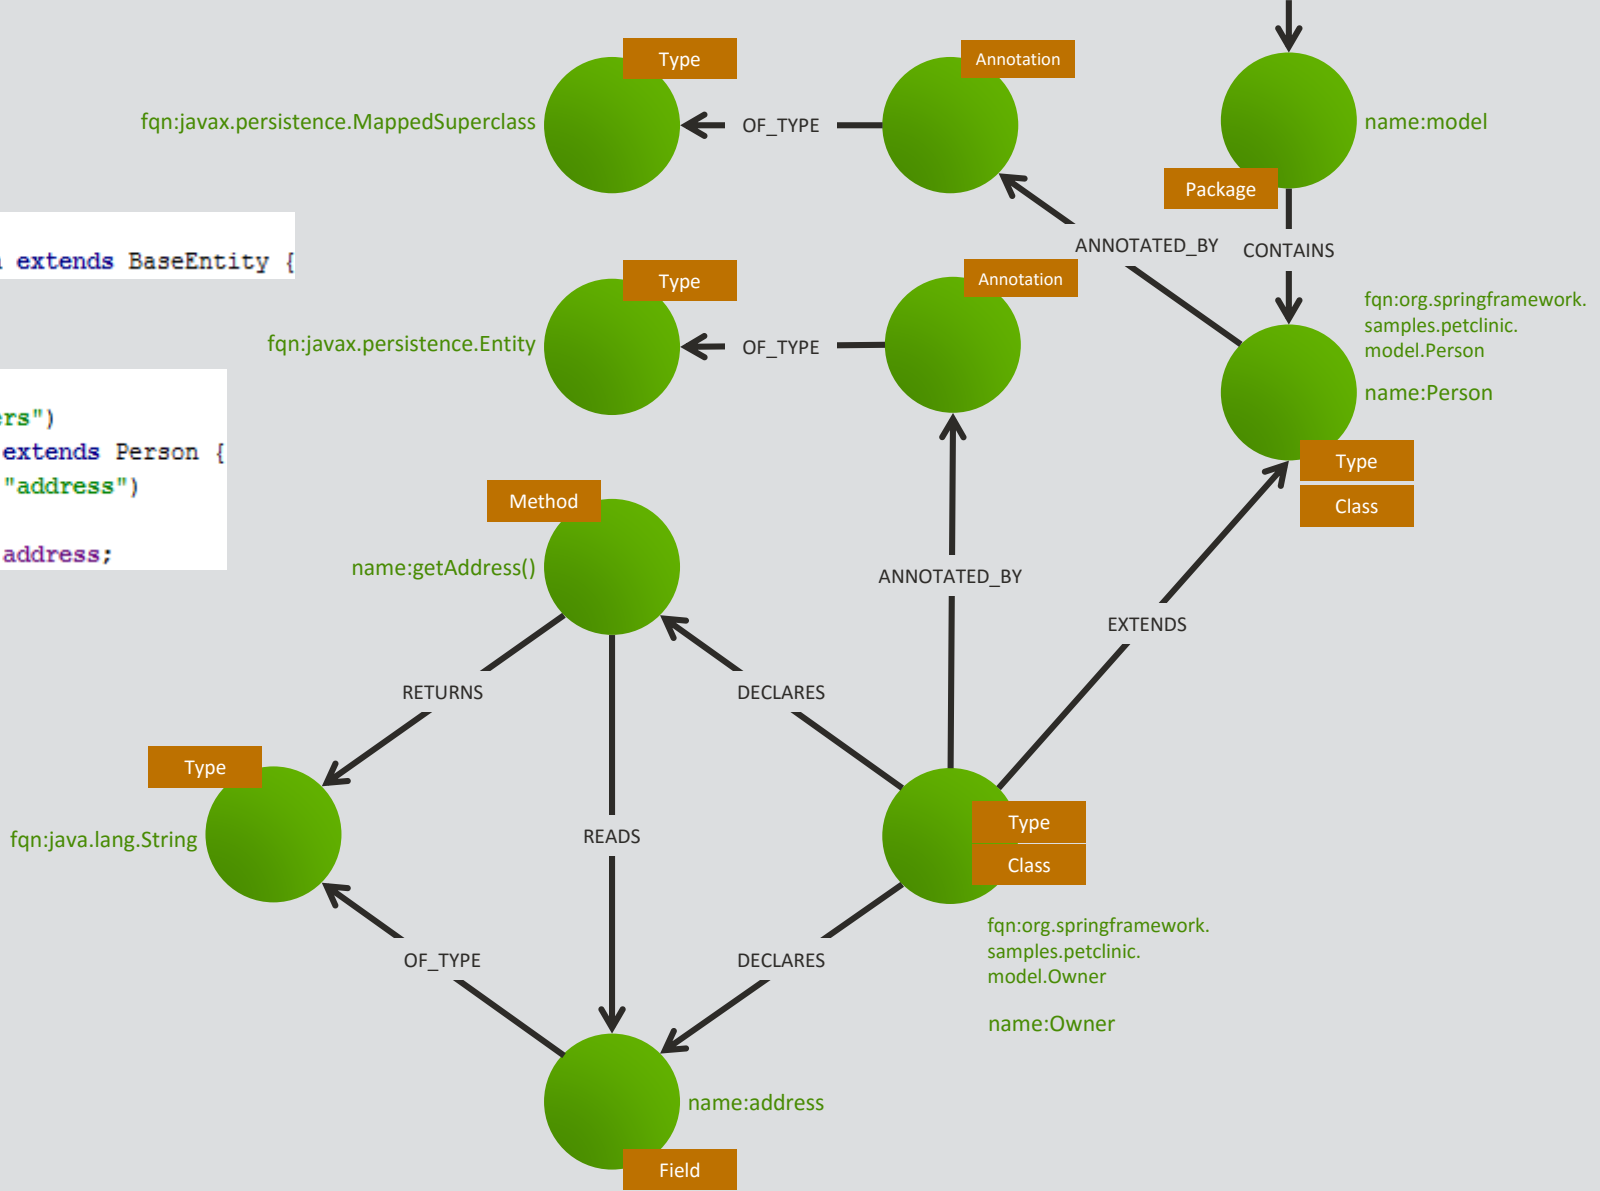 Type
Annotation
fqn:javax.persistence.MappedSuperclass
OF_TYPE
name:model
Package
ANNOTATED_BY
CONTAINS
extends BaseEntity {
Type
Annotation
fqn:javax.persistence.Entity
OF_TYPE
fqn:org.springframework.
samples.petclinic.
model.Person
name:Person
Type
Class
rs")
extends Person {
"address")
address;
Method
name:getAddress()
ANNOTATED_BY
EXTENDS
RETURNS
DECLARES
Type
fqn:java.lang.String
READS
Type
Class
OF_TYPE
DECLARES
fqn:org.springframework.
samples.petclinic.
model.Owner
name:Owner
name:address
Field